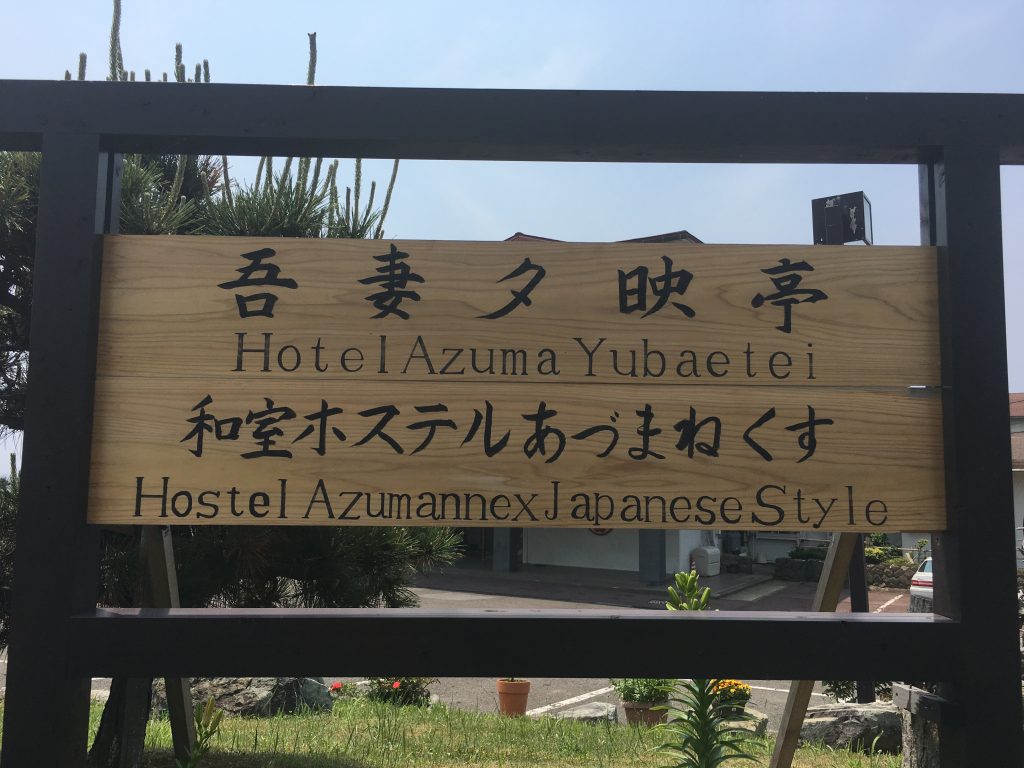 吾妻夕映亭
Hotel Azuma Yubaetei
和室ホステルあづまねくす
Hostel Azumannex Japanese Style